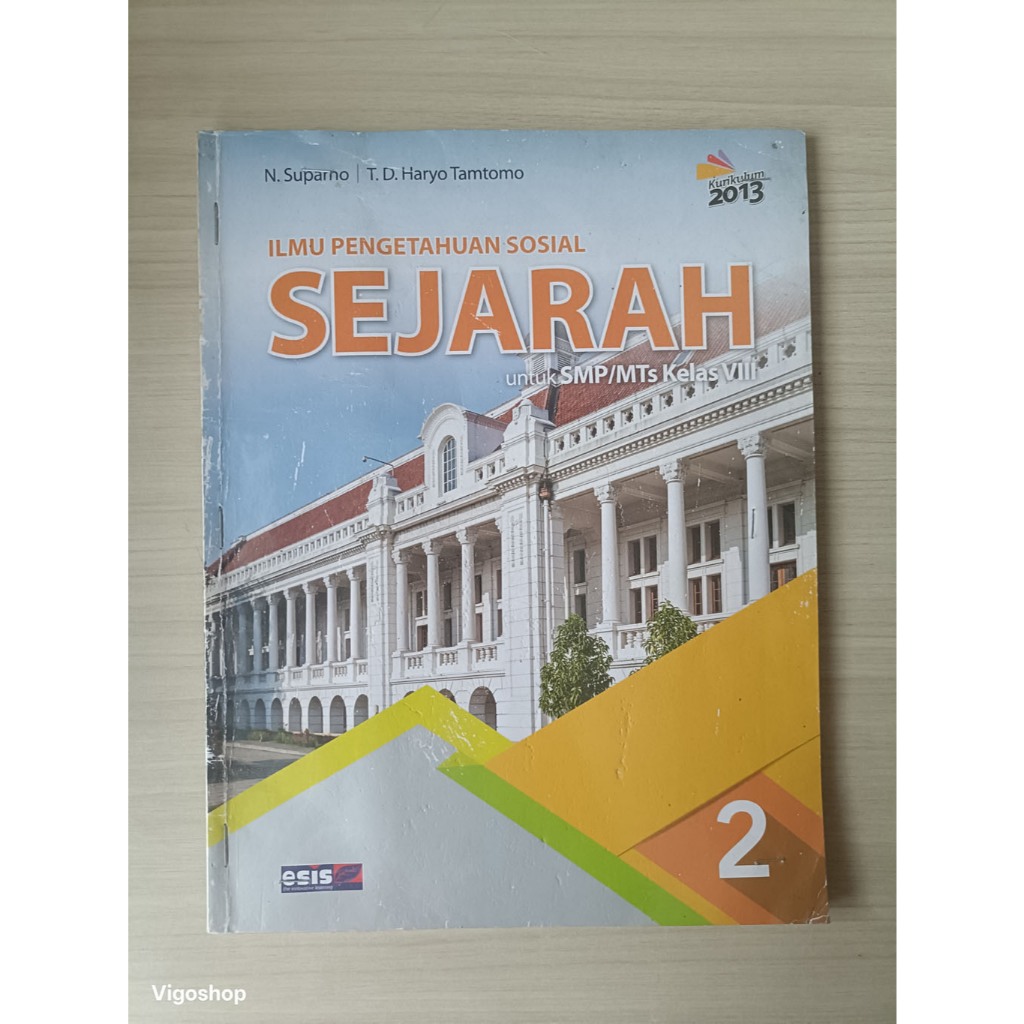 N. Suparno | T. D. Haryo Tamtomo
Kurikulum
2013
ILMU PENGETAHUAN SOSIAL
SEJARAH
untuk SMP/MTs Kelas VIII
2
esis
Vigoshop